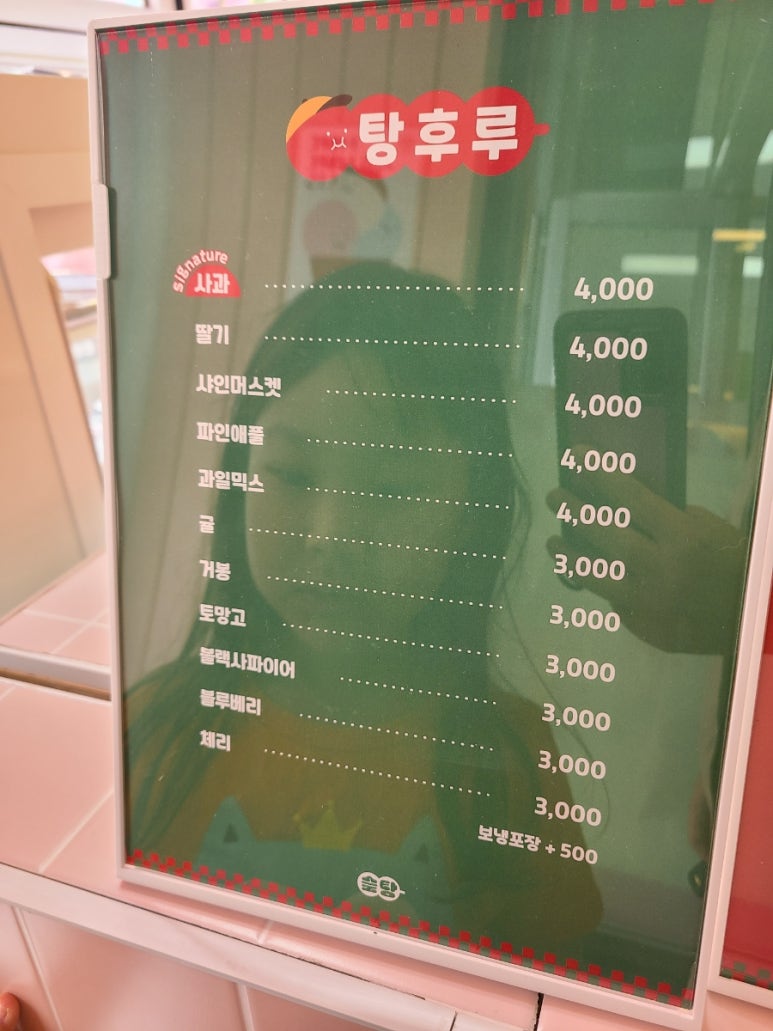 탕후루
signature
사과 4,000
딸기 4,000
샤인머스켓 4,000
파인애플 4,000
과일믹스 4,000
귤 3,000
거봉 3,000
토망고 3,000
블랙사파이어 3,000
블루베리 3,000
체리 3,000
보냉포장 + 500